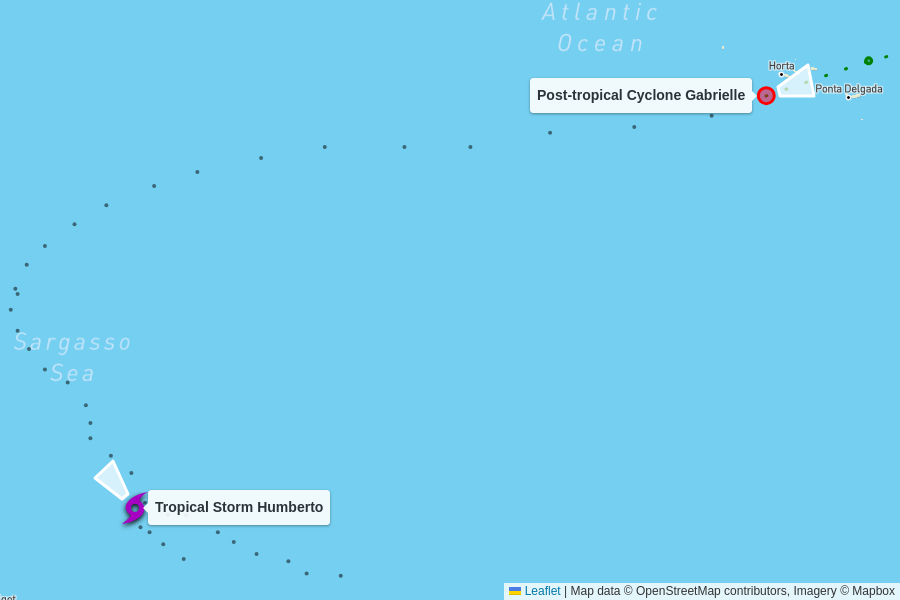 Atlantic
Ocean
Horta
Post-tropical Cyclone Gabrielle
Ponta Delgada
Sargasso
Sea
Tropical Storm Humberto
Leaflet | Map data © OpenStreetMap contributors, Imagery © Mapbox